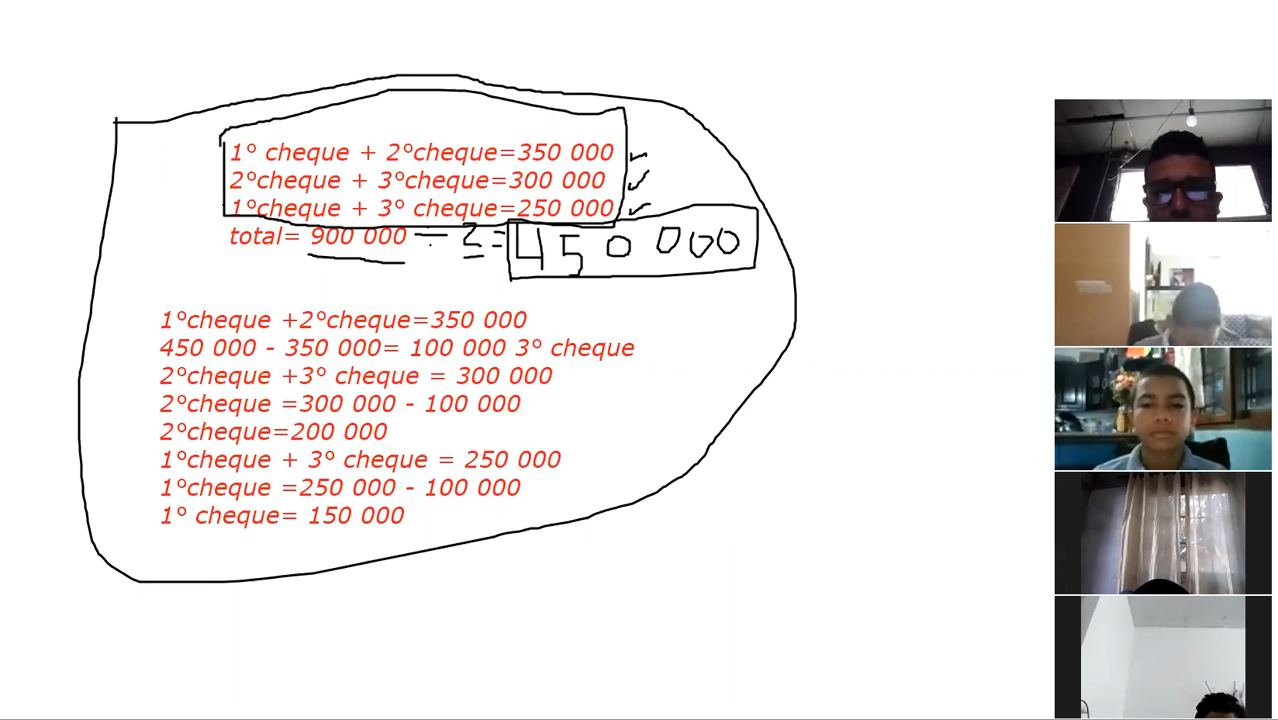 1° cheque + 2°cheque=350 000
2°cheque + 3°cheque=300 000
1°cheque + 3° cheque=250 000
total= 900 000 ÷ 2 = 450 000
1°cheque +2°cheque=350 000
450 000 - 350 000= 100 000 3° cheque
2°cheque +3° cheque = 300 000
2°cheque =300 000 - 100 000
2°cheque=200 000
1°cheque + 3° cheque = 250 000
1°cheque =250 000 - 100 000
1° cheque= 150 000